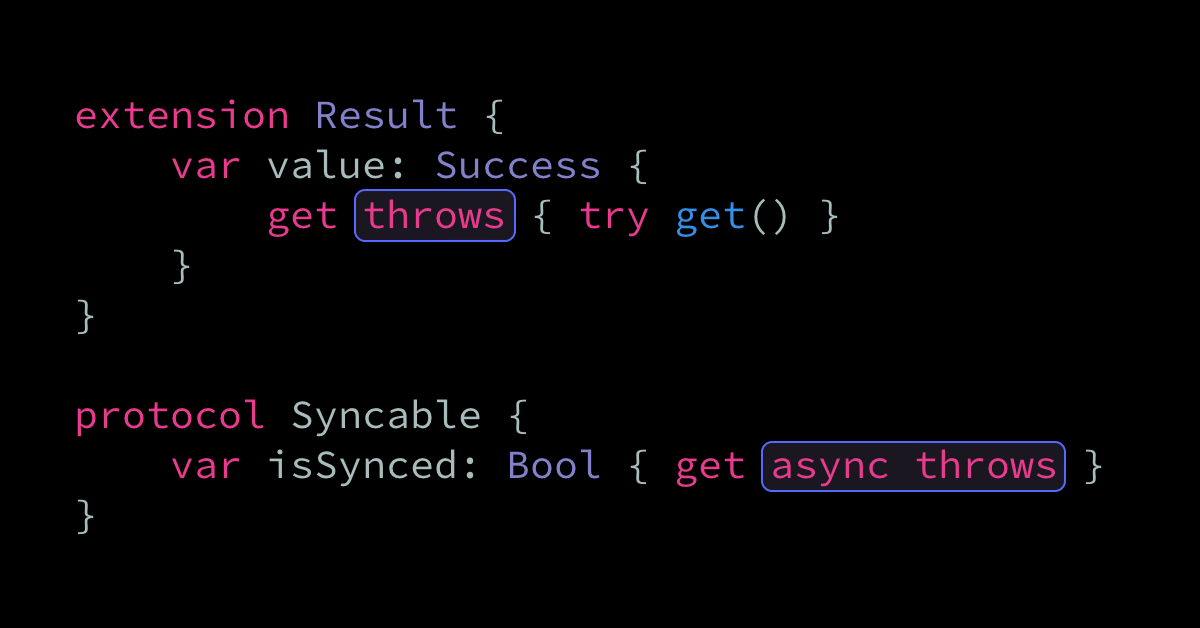 extension Result {
    var value: Success {
        get throws { try get() }
    }
}

protocol Syncable {
    var isSynced: Bool { get async throws }
}